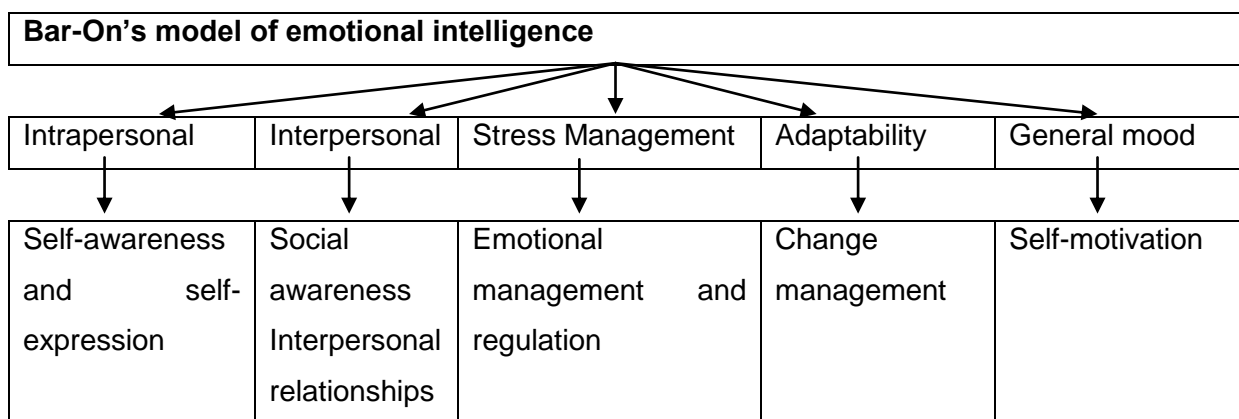 Bar-On’s model of emotional intelligence
Intrapersonal
Interpersonal
Stress Management
Adaptability
General mood
Self-awareness
and self-
expression
Social
awareness
Interpersonal
relationships
Emotional
management and
regulation
Change
management
Self-motivation